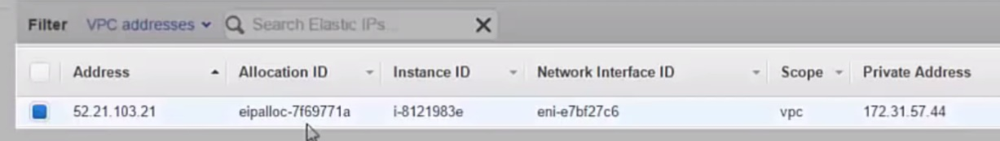 Filter VPC addresses Search Elastic IPs...
Address Allocation ID Instance ID Network Interface ID Scope Private Address
52.21.103.21 eipalloc-7f69771a i-8121983e eni-e7bf27c6 vpc 172.31.57.44